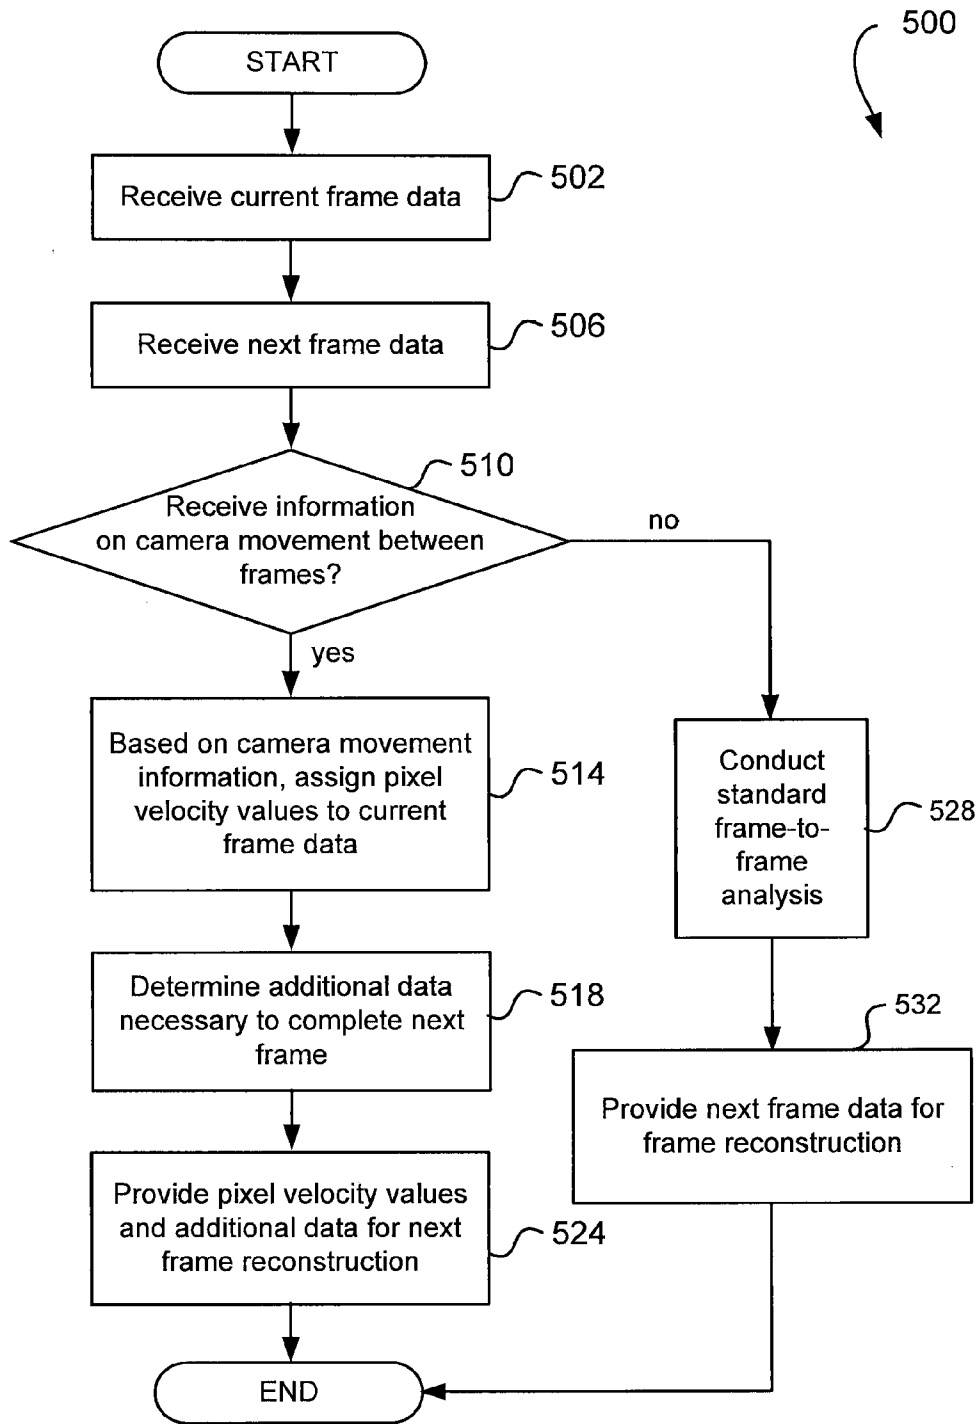 500
START
Receive current frame data
502
Receive next frame data
506
510
Receive information
on camera movement between
frames?
no
yes
Based on camera movement
information, assign pixel
velocity values to current
frame data
514
Conduct
standard
frame-to-
frame
analysis
528
Determine additional data
necessary to complete next
frame
518
532
Provide next frame data for
frame reconstruction
Provide pixel velocity values
and additional data for next
frame reconstruction
524
END